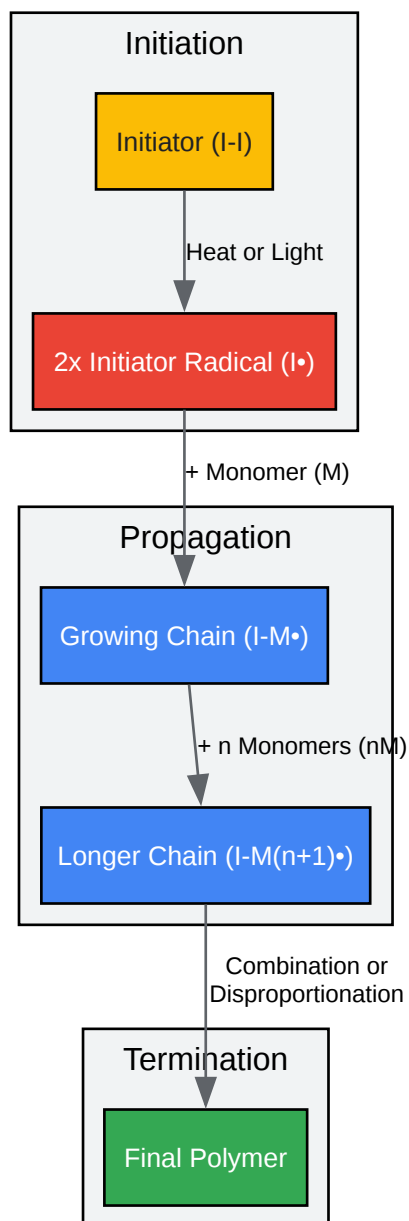 Initiation
Initiator (I-I)
Heat or Light
2x Initiator Radical (I•)
+ Monomer (M)
Propagation
Growing Chain (I-M•)
+ n Monomers (nM)
Longer Chain (I-M(n+1)•)
Combination or
Disproportionation
Termination
Final Polymer